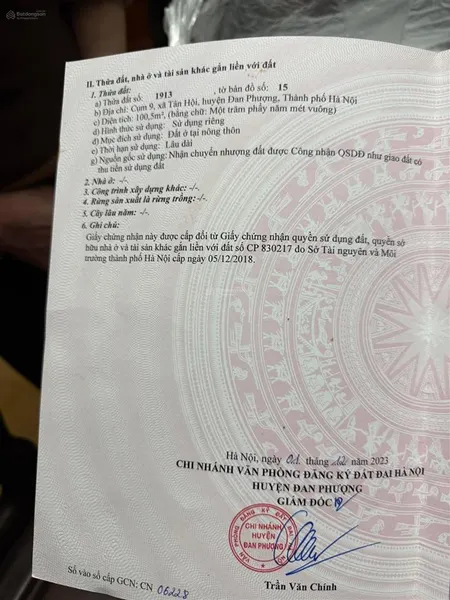 Batdongsan
II. Thửa đất, nhà ở và tài sản khác gắn liền với đất
1. Thửa đất:
a) Thửa đất số: 1913 , tờ bản đồ số: 15
b) Địa chỉ: Cụm 9, xã Tân Hội, huyện Đan Phượng, Thành phố Hà Nội
c) Diện tích: 100,5m², (bằng chữ: Một trăm phẩy năm mét vuông)
d) Hình thức sử dụng: Sử dụng riêng
đ) Mục đích sử dụng: Đất ở tại nông thôn
e) Thời hạn sử dụng: Lâu dài
g) Nguồn gốc sử dụng: Nhận chuyển nhượng đất được Công nhận QSDĐ như giao đất có
thu tiền sử dụng đất
2. Nhà ở: -/-.
3. Công trình xây dựng khác: -/-.
4. Rừng sản xuất là rừng trồng: -/-.
5. Cây lâu năm: -/-.
6. Ghi chú:
Giấy chứng nhận này được cấp đổi từ Giấy chứng nhận quyền sử dụng đất, quyền sở
hữu nhà ở và tài sản khác gắn liền với đất số CP 830217 do Sở Tài nguyên và Môi
trường thành phố Hà Nội cấp ngày 05/12/2018.
Hà Nội, ngày tháng năm 2023
CHI NHÁNH VĂN PHÒNG ĐĂNG KÝ ĐẤT ĐAI HÀ NỘI
HUYỆN ĐAN PHƯỢNG
GIÁM ĐỐC
VĂN PHÒNG ĐĂNG KÝ ĐẤT ĐAI HÀ NỘI
CHI NHÁNH
HUYỆN
ĐAN PHƯỢNG
Trần Văn Chính
Số vào sổ cấp GCN: CN 06228